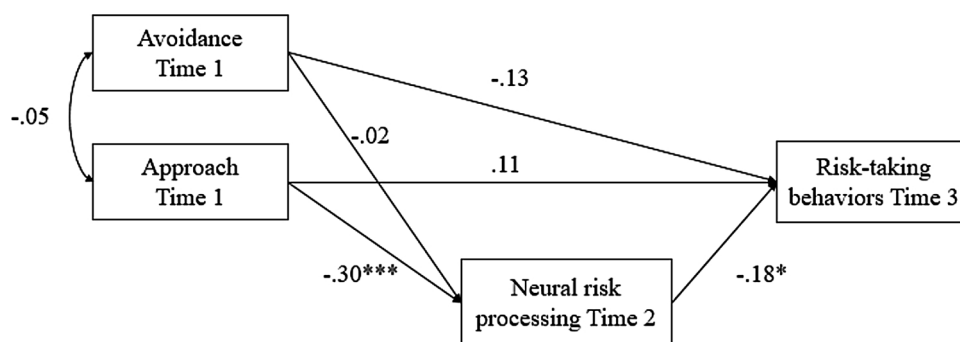 Avoidance
Time 1
-.13
-.05
-.02
Approach
Time 1
.11
Risk-taking
behaviors Time 3
-.30***
Neural risk
processing Time 2
-.18*